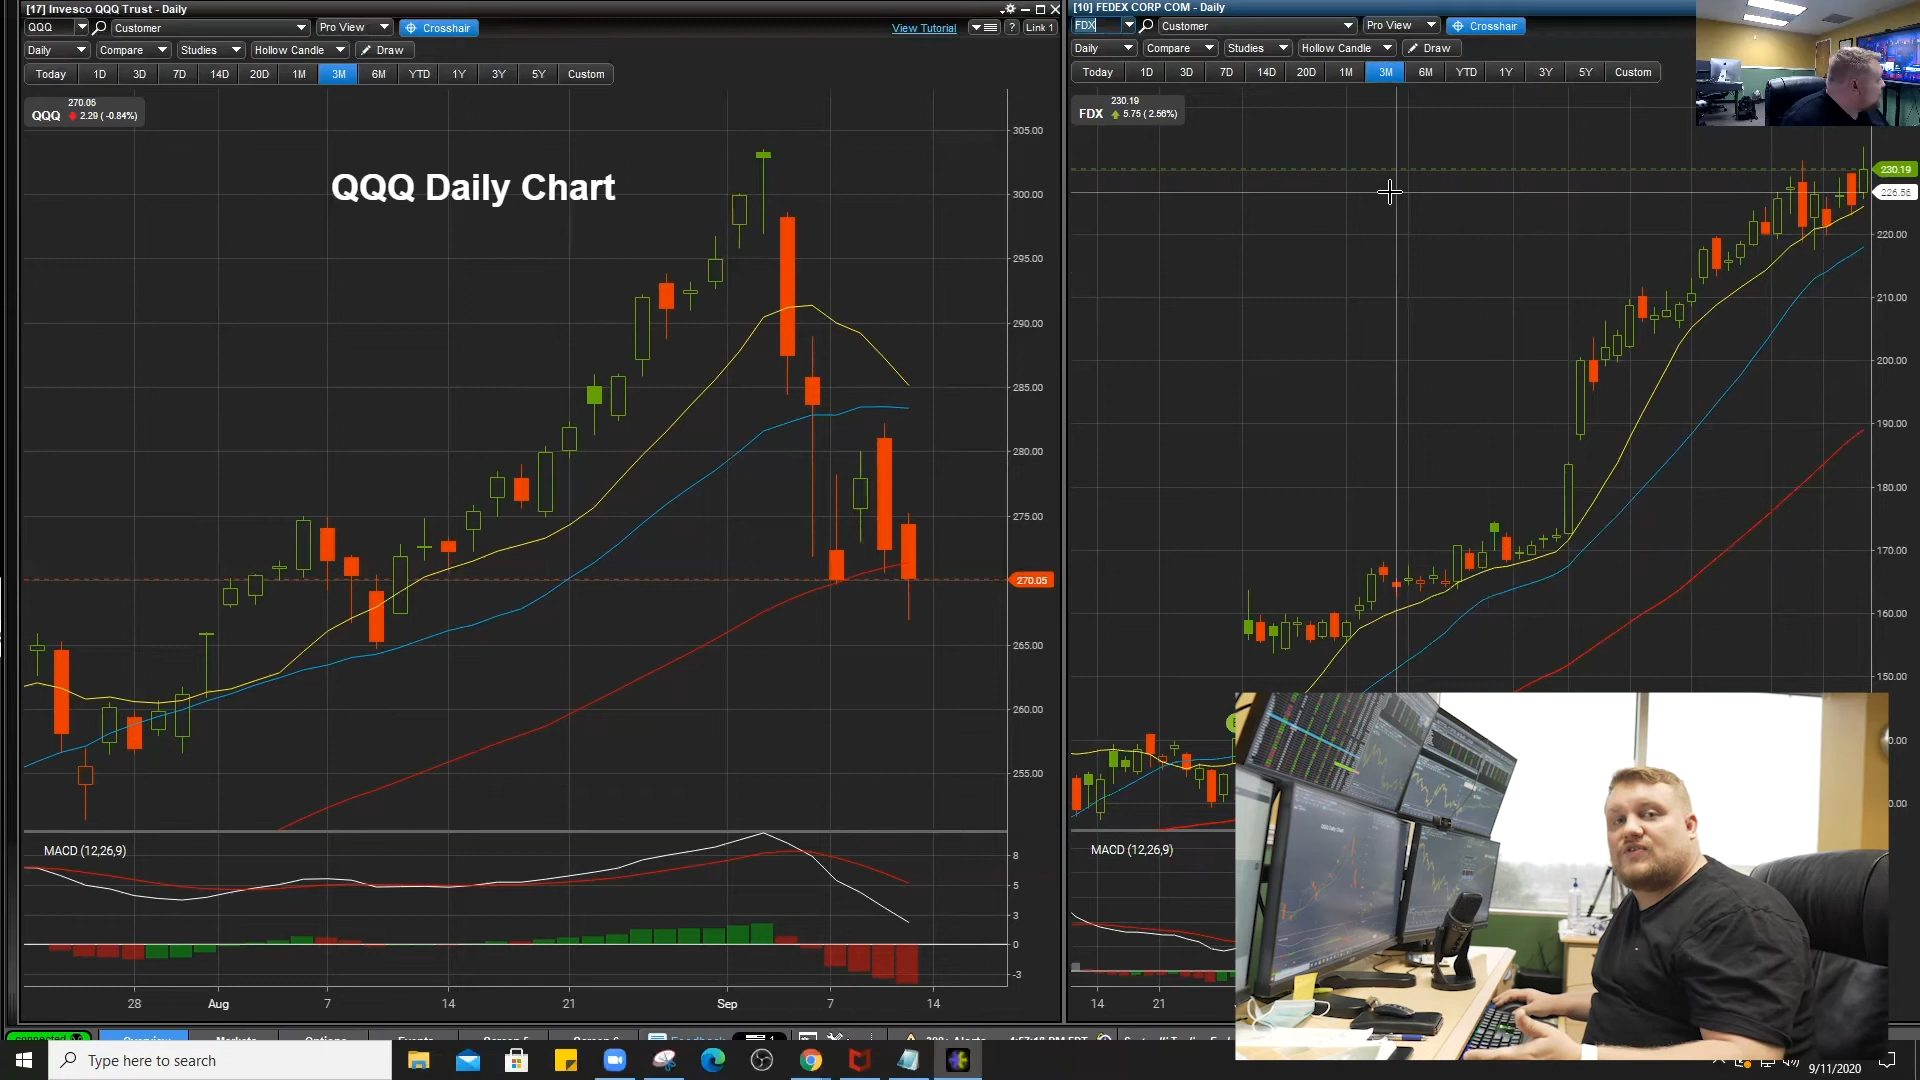 [17] Invesco QQQ Trust - Daily
QQQ
Customer
Pro View
Crosshair
View Tutorial
?
Link 1
Daily
Compare
Studies
Hollow Candle
Draw
Today 1D 3D 7D 14D 20D 1M 3M 6M YTD 1Y 3Y 5Y Custom
270.05
QQQ 2.29 (-0.84%)
QQQ Daily Chart
305.00
300.00
295.00
290.00
285.00
280.00
275.00
270.05
265.00
260.00
255.00
MACD (12,26,9)
8
5
3
0
-3
28 Aug 7 14 21 Sep 7 14
[10] FEDEX CORP COM - Daily
FDX
Customer
Pro View
Crosshair
Daily
Compare
Studies
Hollow Candle
Draw
Today 1D 3D 7D 14D 20D 1M 3M 6M YTD 1Y 3Y 5Y Custom
230.19
FDX 5.75 (2.56%)
230.19
226.56
220.00
210.00
200.00
190.00
180.00
170.00
160.00
150.00
MACD (12,26,9)
14 21
Type here to search
9/11/2020